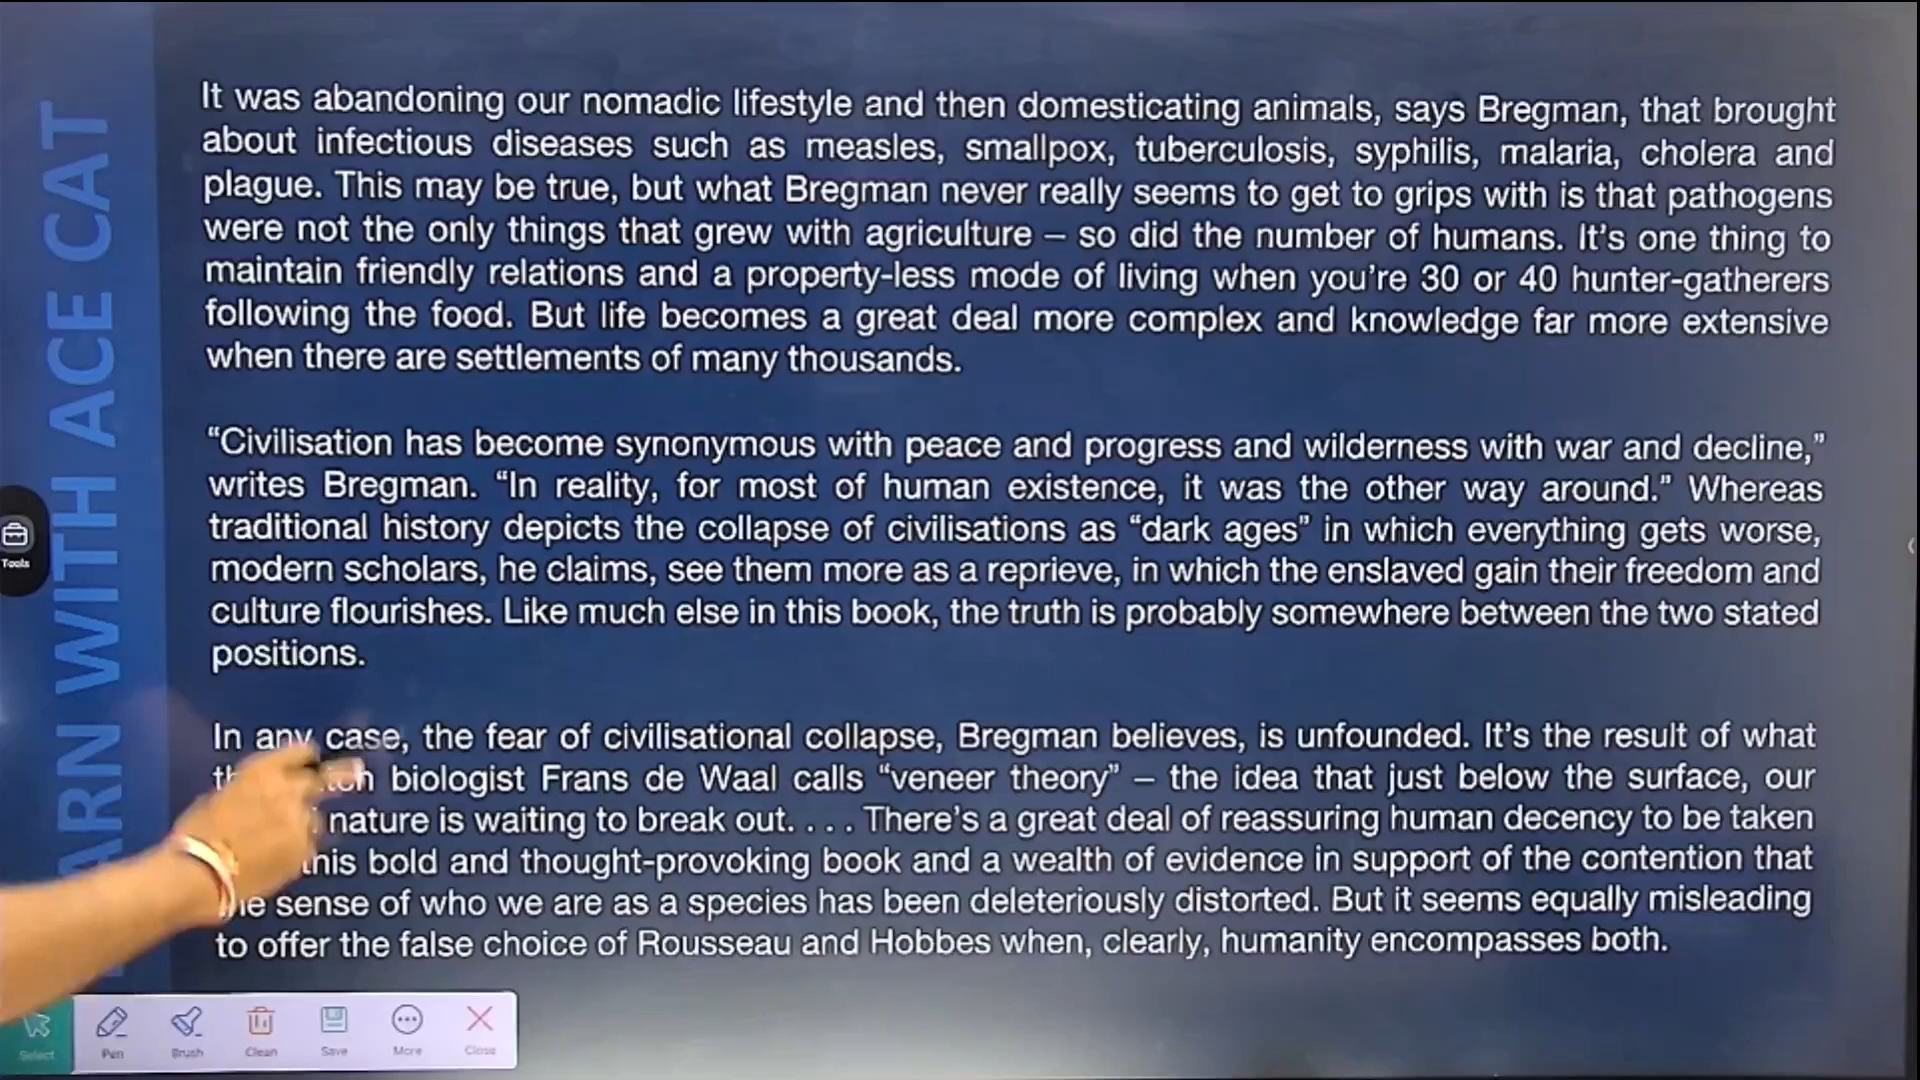 It was abandoning our nomadic lifestyle and then domesticating animals, says Bregman, that brought
about infectious diseases such as measles, smallpox, tuberculosis, syphilis, malaria, cholera and
plague. This may be true, but what Bregman never really seems to get to grips with is that pathogens
were not the only things that grew with agriculture – so did the number of humans. It's one thing to
maintain friendly relations and a property-less mode of living when you're 30 or 40 hunter-gatherers
following the food. But life becomes a great deal more complex and knowledge far more extensive
when there are settlements of many thousands.
“Civilisation has become synonymous with peace and progress and wilderness with war and decline,”
writes Bregman. “In reality, for most of human existence, it was the other way around.” Whereas
traditional history depicts the collapse of civilisations as “dark ages” in which everything gets worse,
modern scholars, he claims, see them more as a reprieve, in which the enslaved gain their freedom and
culture flourishes. Like much else in this book, the truth is probably somewhere between the two stated
positions.
In any case, the fear of civilisational collapse, Bregman believes, is unfounded. It's the result of what
biologist Frans de Waal calls “veneer theory” – the idea that just below the surface, our
nature is waiting to break out. . . . There's a great deal of reassuring human decency to be taken
this bold and thought-provoking book and a wealth of evidence in support of the contention that
the sense of who we are as a species has been deleteriously distorted. But it seems equally misleading
to offer the false choice of Rousseau and Hobbes when, clearly, humanity encompasses both.
WITH ACE CAT
Tools
Select
Pen
Brush
Clean
Save
More
Close